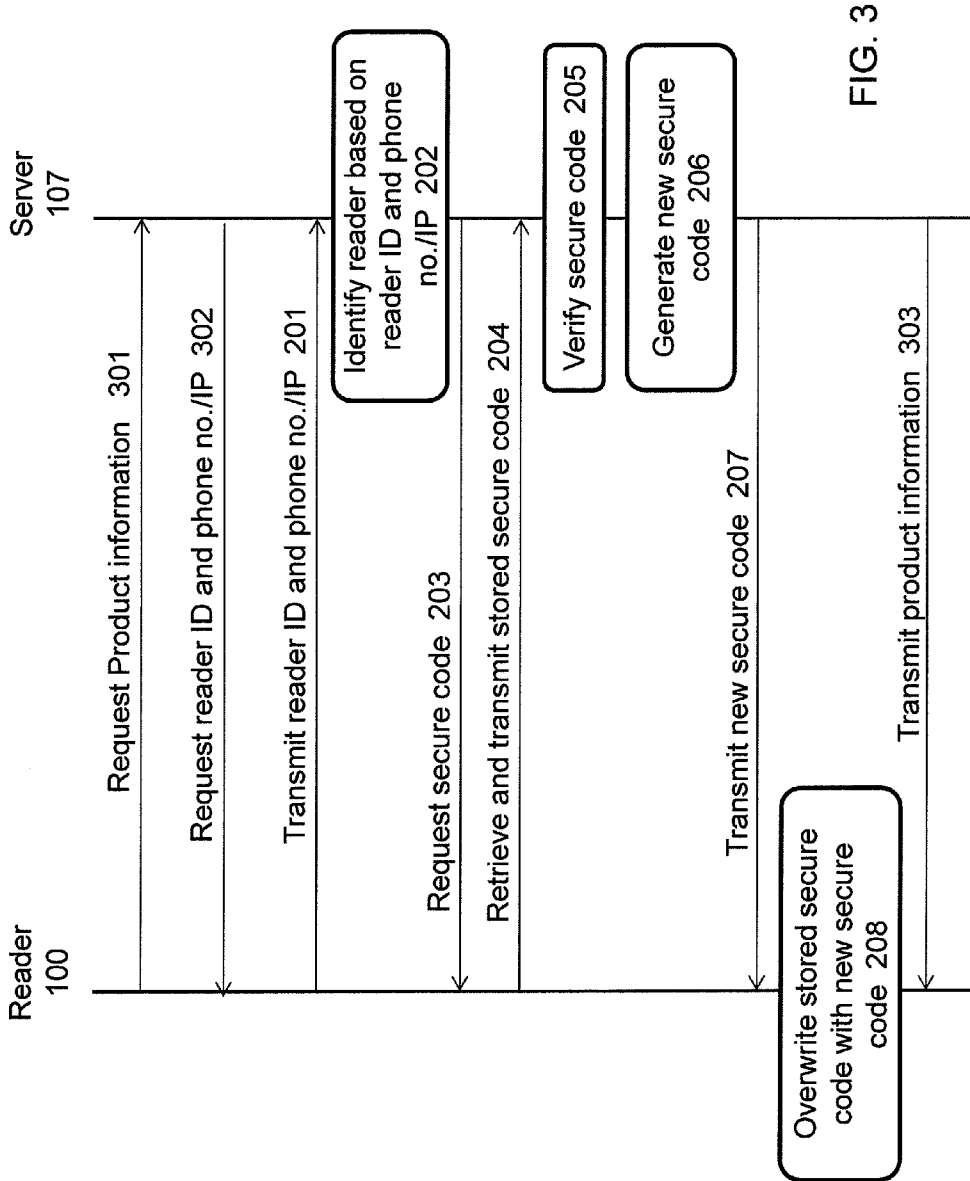 Reader
100
Server
107
Request Product information 301
Request reader ID and phone no./IP 302
Transmit reader ID and phone no./IP 201
Identify reader based on
reader ID and phone
no./IP 202
Request secure code 203
Retrieve and transmit stored secure code 204
Verify secure code 205
Generate new secure
code 206
Transmit new secure code 207
Overwrite stored secure
code with new secure
code 208
Transmit product information 303
FIG. 3